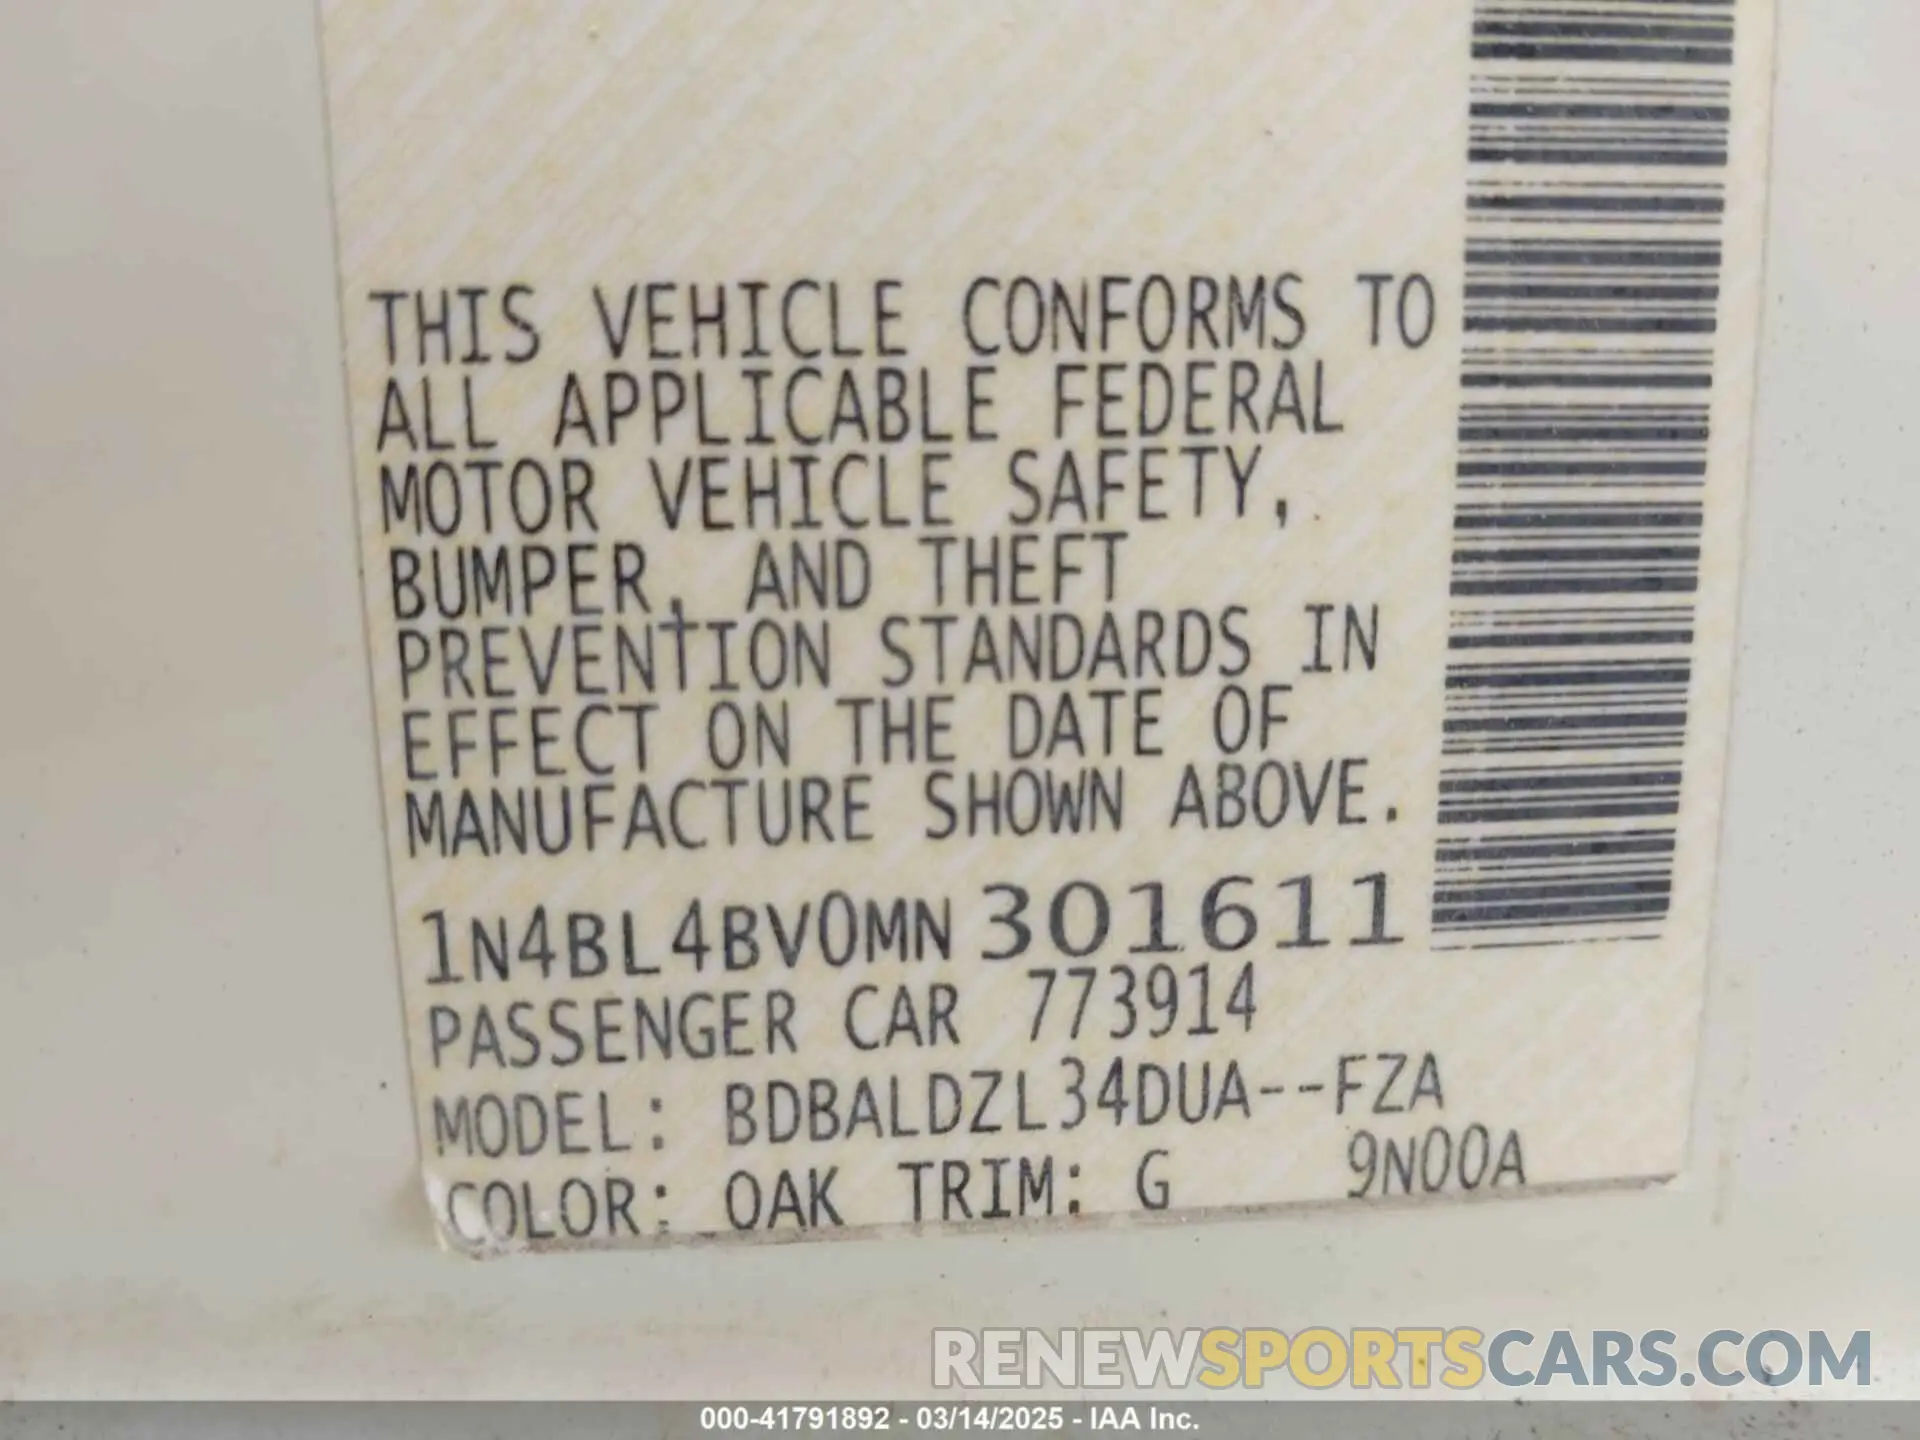 THIS VEHICLE CONFORMS TO
ALL APPLICABLE FEDERAL
MOTOR VEHICLE SAFETY,
BUMPER, AND THEFT
PREVENTION STANDARDS IN
EFFECT ON THE DATE OF
MANUFACTURE SHOWN ABOVE.
1N4BL4BV0MN301611
PASSENGER CAR 773914
MODEL: BDBALDZL34DUA--FZA
COLOR: QAK TRIM: G 9N00A
RENEWSPORTSCARS.COM
000-41791892 - 03/14/2025 - IAA Inc.